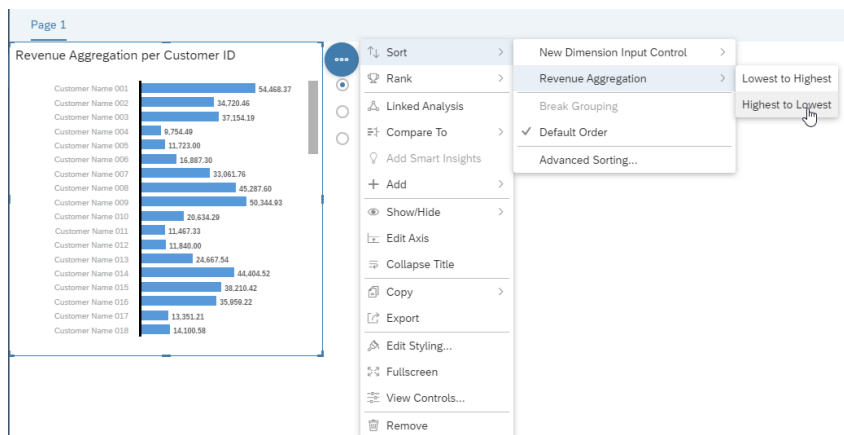 Page 1
Revenue Aggregation per Customer ID
Customer Name 001 54,468.37
Customer Name 002 34,720.46
Customer Name 003 37,154.19
Customer Name 004 9,754.49
Customer Name 005 11,723.00
Customer Name 006 16,887.30
Customer Name 007 33,061.76
Customer Name 008 45,287.60
Customer Name 009 50,344.93
Customer Name 010 20,634.29
Customer Name 011 11,467.33
Customer Name 012 11,840.00
Customer Name 013 24,667.54
Customer Name 014 44,404.52
Customer Name 015 38,210.42
Customer Name 016 35,959.22
Customer Name 017 13,351.21
Customer Name 018 14,100.58
Sort
Rank
Linked Analysis
Compare To
Add Smart Insights
Add
Show/Hide
Edit Axis
Collapse Title
Copy
Export
Edit Styling...
Fullscreen
View Controls...
Remove
New Dimension Input Control
Revenue Aggregation
Break Grouping
Default Order
Advanced Sorting...
Lowest to Highest
Highest to Lowest